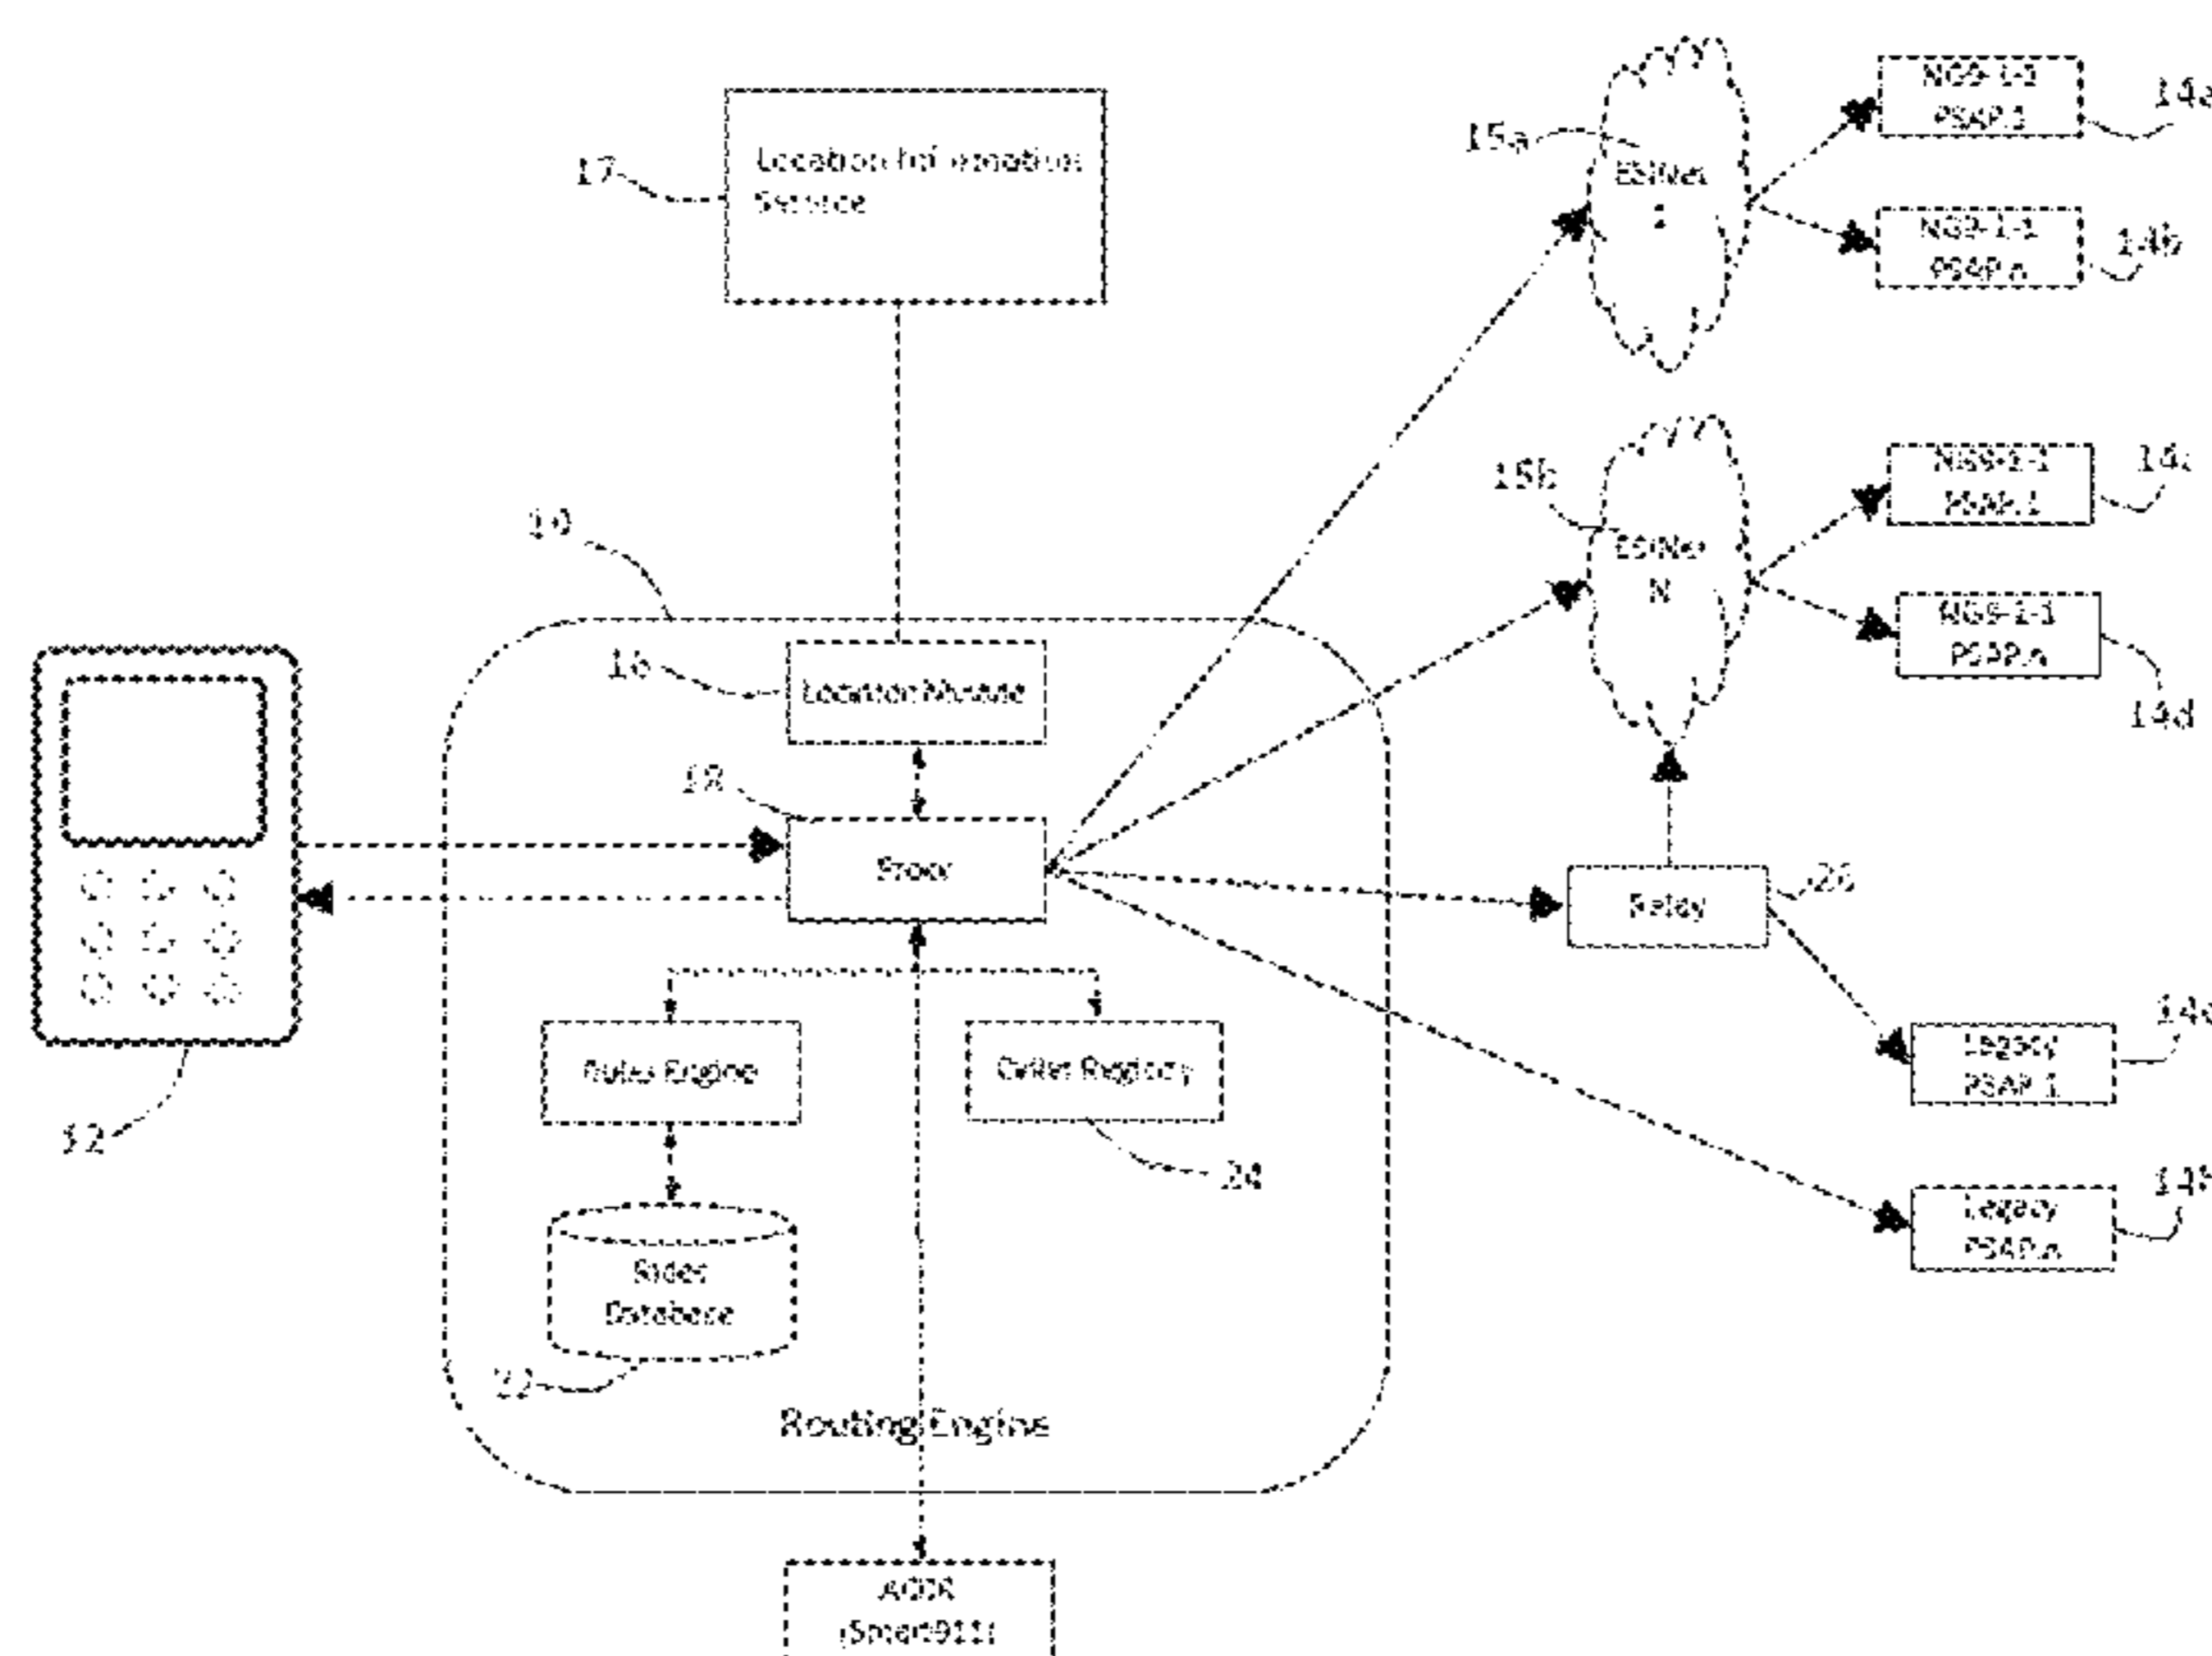 17
Location Information
Service
15a
ESINet
1
NG9-1-1
PSAP.1
14a
NG9-1-1
PSAP.n
14b
10
16
Location Module
15b
ESINet
N
NG9-1-1
PSAP.1
NG9-1-1
PSAP.n
14d
18
Proxy
Relay
26
12
Rules Engine
Caller Registry
24
Legacy
PSAP.1
Legacy
PSAP.n
Rules
Database
22
Routing Engine
(Smart911)